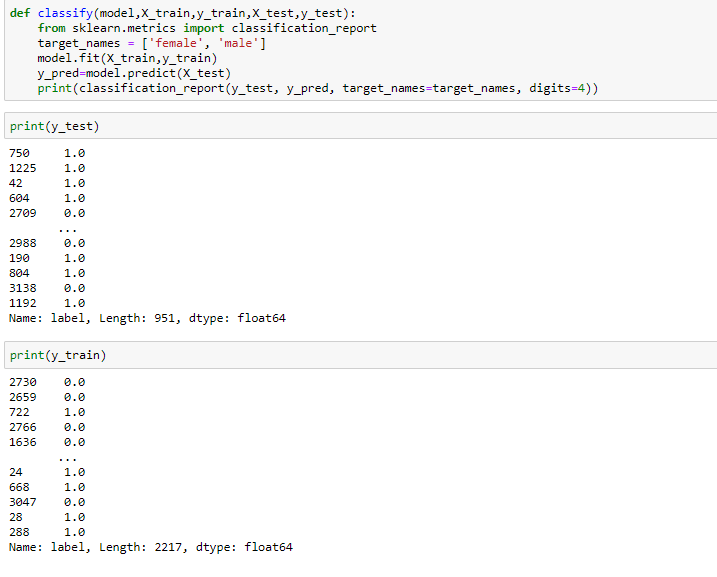 def classify(model,X_train,y_train,X_test,y_test):
    from sklearn.metrics import classification_report
    target_names = ['female', 'male']
    model.fit(X_train,y_train)
    y_pred=model.predict(X_test)
    print(classification_report(y_test, y_pred, target_names=target_names, digits=4))
print(y_test)
750     1.0
1225    1.0
42      1.0
604     1.0
2709    0.0
       ...
2988    0.0
190     1.0
804     1.0
3138    0.0
1192    1.0
Name: label, Length: 951, dtype: float64
print(y_train)
2730    0.0
2659    0.0
722     1.0
2766    0.0
1636    0.0
       ...
24      1.0
668     1.0
3047    0.0
28      1.0
288     1.0
Name: label, Length: 2217, dtype: float64